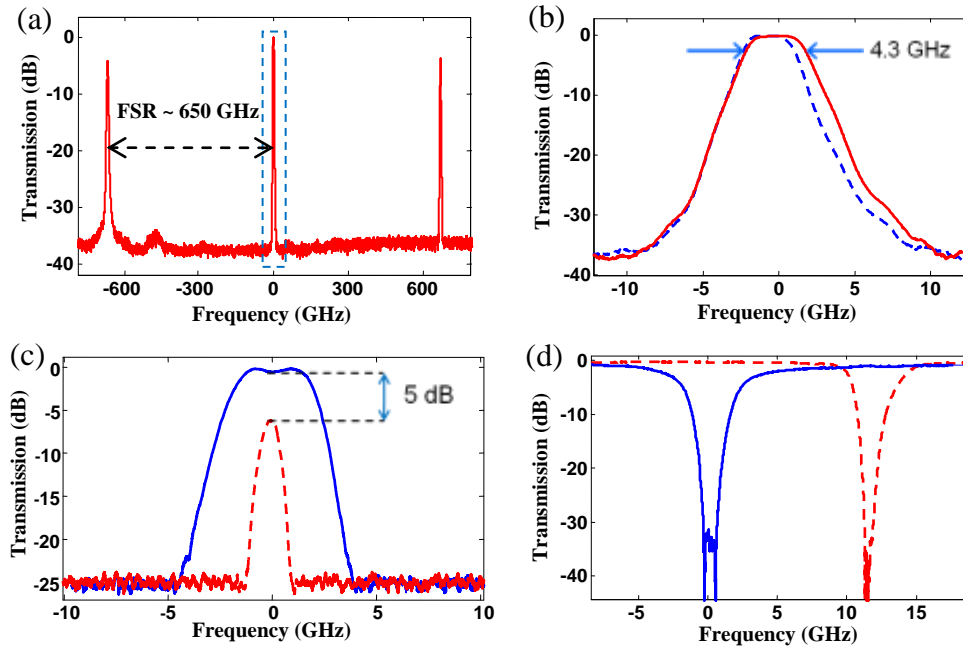 (a)
0
-10
-20
-30
-40
Transmission (dB)
FSR ~ 650 GHz
-600
-300
0
300
600
Frequency (GHz)
(b)
0
-10
-20
-30
-40
Transmission (dB)
4.3 GHz
-10
-5
0
5
10
Frequency (GHz)
(c)
0
-5
-10
-15
-20
-25
Transmission (dB)
5 dB
-10
-5
0
5
10
Frequency (GHz)
(d)
0
-10
-20
-30
-40
Transmission (dB)
-5
0
5
10
15
Frequency (GHz)